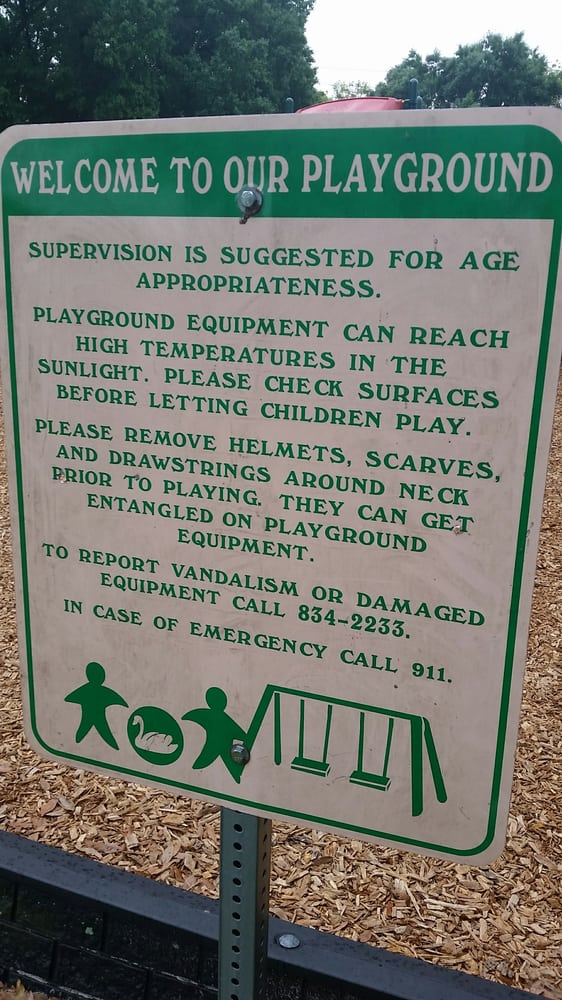 WELCOME TO OUR PLAYGROUND
SUPERVISION IS SUGGESTED FOR AGE
APPROPRIATENESS.
PLAYGROUND EQUIPMENT CAN REACH
HIGH TEMPERATURES IN THE
SUNLIGHT. PLEASE CHECK SURFACES
BEFORE LETTING CHILDREN PLAY.
PLEASE REMOVE HELMETS, SCARVES,
AND DRAWSTRINGS AROUND NECK
PRIOR TO PLAYING. THEY CAN GET
ENTANGLED ON PLAYGROUND
EQUIPMENT.
TO REPORT VANDALISM OR DAMAGED
EQUIPMENT CALL 834-2233.
IN CASE OF EMERGENCY CALL 911.